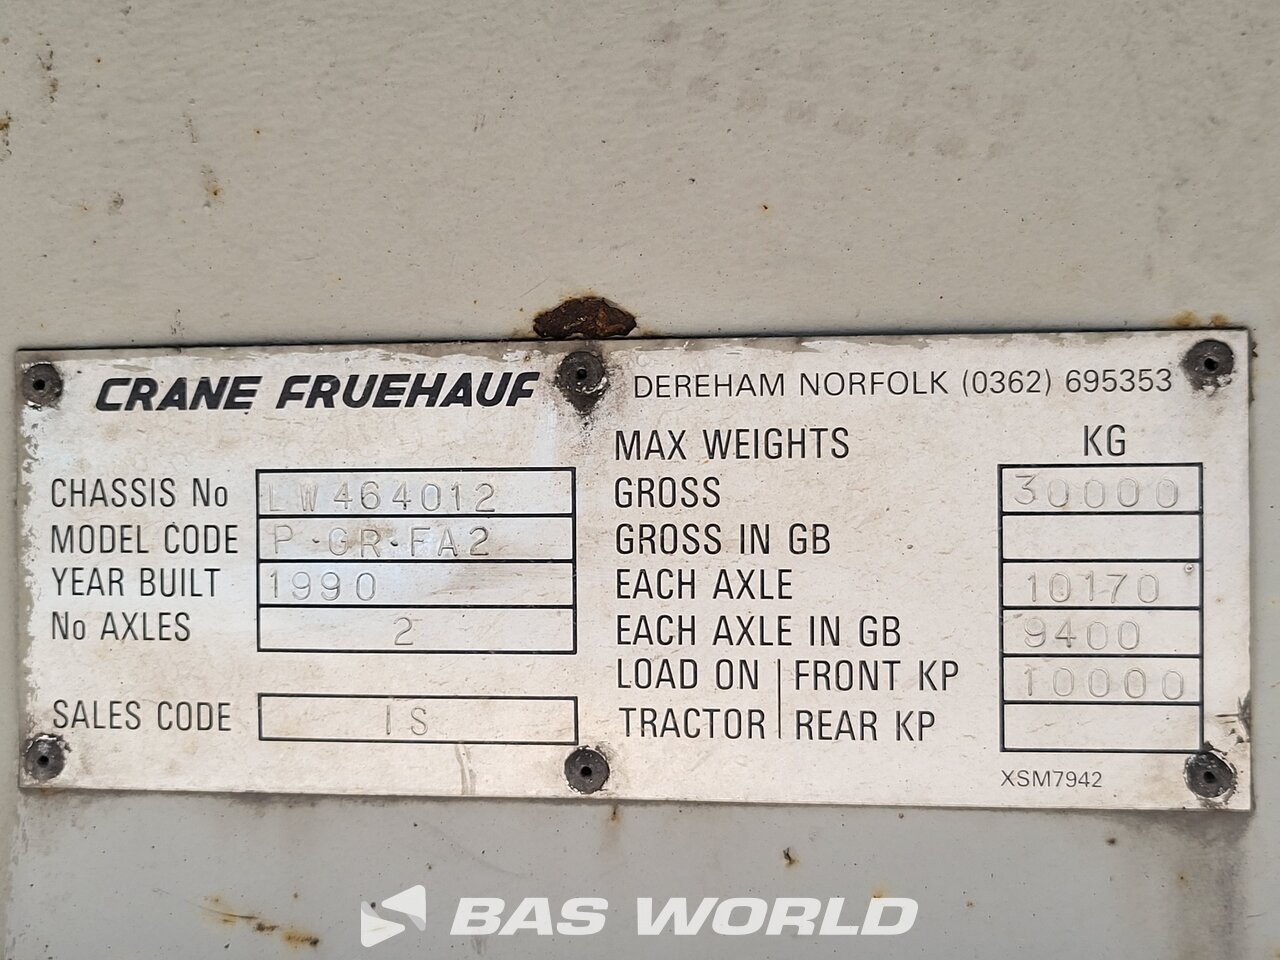 CRANE FRUEHAUF
DEREHAM NORFOLK (0362) 695353
CHASSIS No LW464012
MODEL CODE P·GR·FA2
YEAR BUILT 1990
No AXLES 2
SALES CODE IS
MAX WEIGHTS KG
GROSS 30000
GROSS IN GB
EACH AXLE 10170
EACH AXLE IN GB 9400
LOAD ON FRONT KP 10000
TRACTOR REAR KP
XSM7942
BAS WORLD